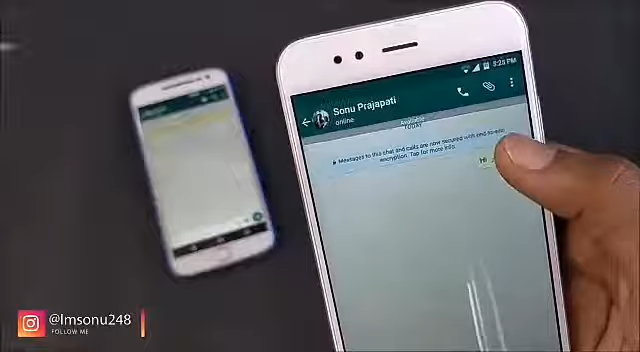 3:23 PM
Sonu Prajapati
online
TODAY
Messages to this chat and calls are now secured with end-to-end
encryption. Tap for more info.
Hi
@Imsonu248
FOLLOW ME